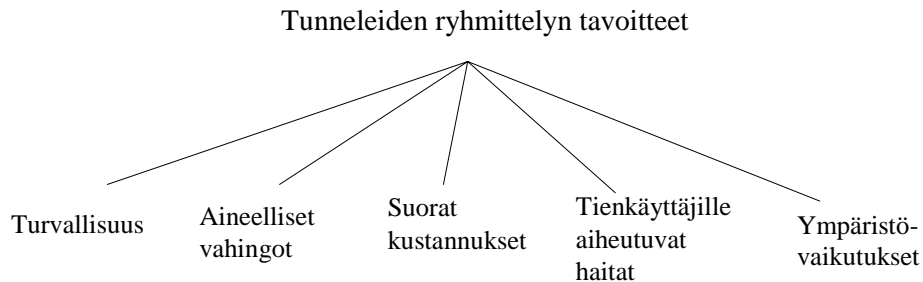 Tunneleiden ryhmittelyn tavoitteet
Turvallisuus
Aineelliset
vahingot
Suorat
kustannukset
Tienkäyttäjille
aiheutuvat
haitat
Ympäristö-
vaikutukset